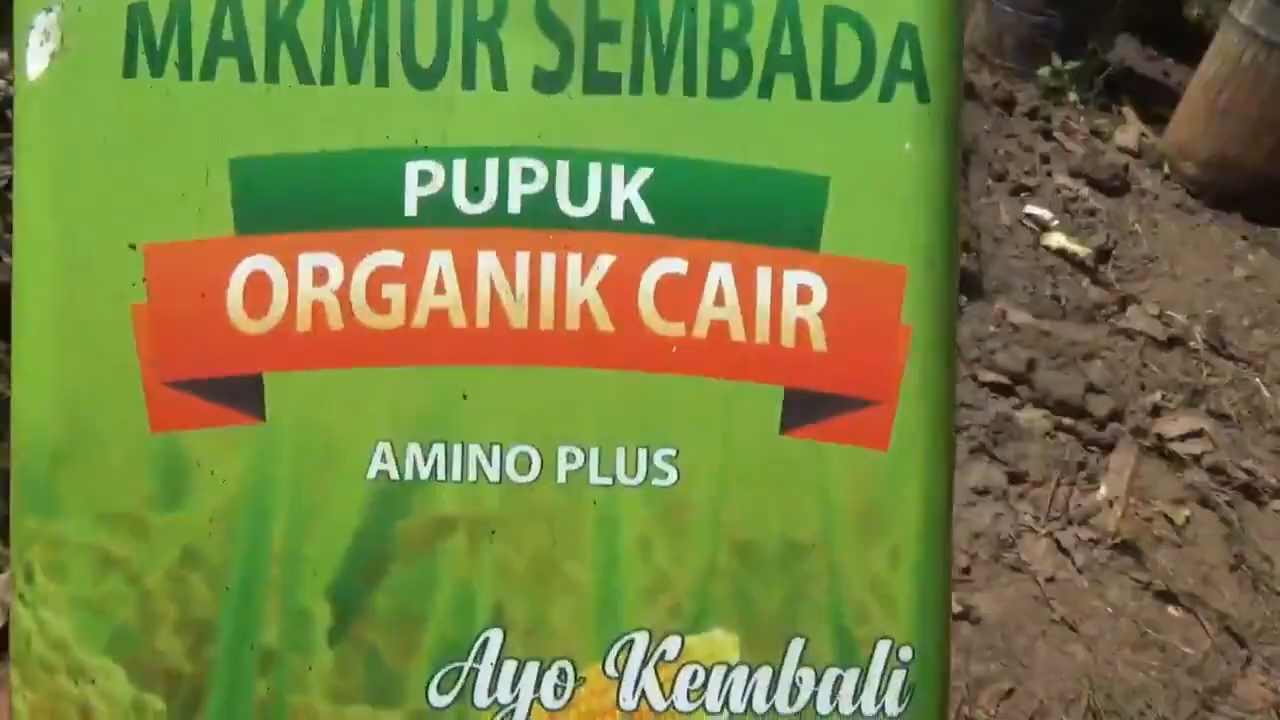 MAKMUR SEMBADA
PUPUK
ORGANIK CAIR
AMINO PLUS
Ayo Kembali